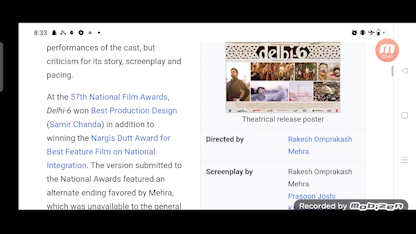 8:33
performances of the cast, but
criticism for its story, screenplay and
pacing.
At the 57th National Film Awards,
Delhi-6 won Best Production Design
(Samir Chanda) in addition to
winning the Nargis Dutt Award for
Best Feature Film on National
Integration. The version submitted to
the National Awards featured an
alternate ending favored by Mehra,
which was unavailable to the general
delhi-6
Theatrical release poster
Directed by
Rakesh Omprakash
Mehra
Screenplay by
Rakesh Omprakash
Mehra
Prasoon Joshi
Recorded by MOBIZEN